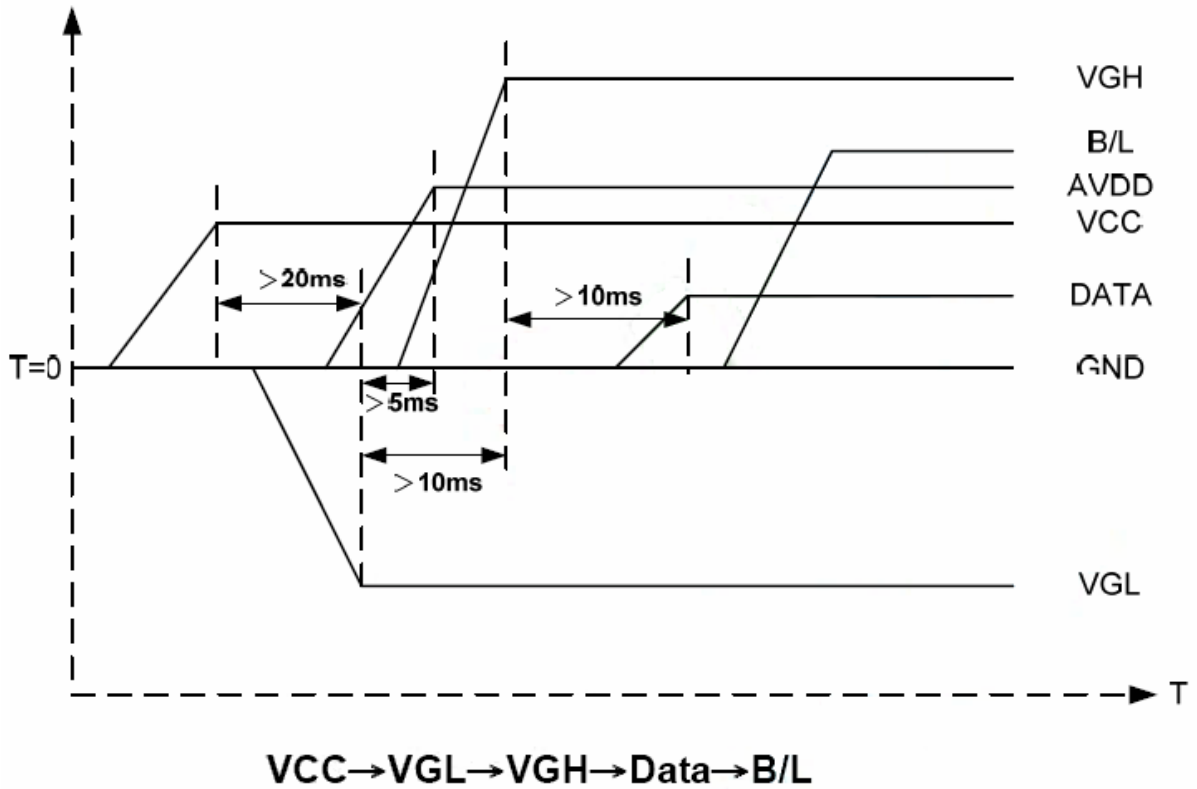 VGH
B/L
AVDD
VCC
>20ms
>10ms
DATA
T=0
GND
>5ms
>10ms
VGL
T
VCC→VGL→VGH→Data→B/L